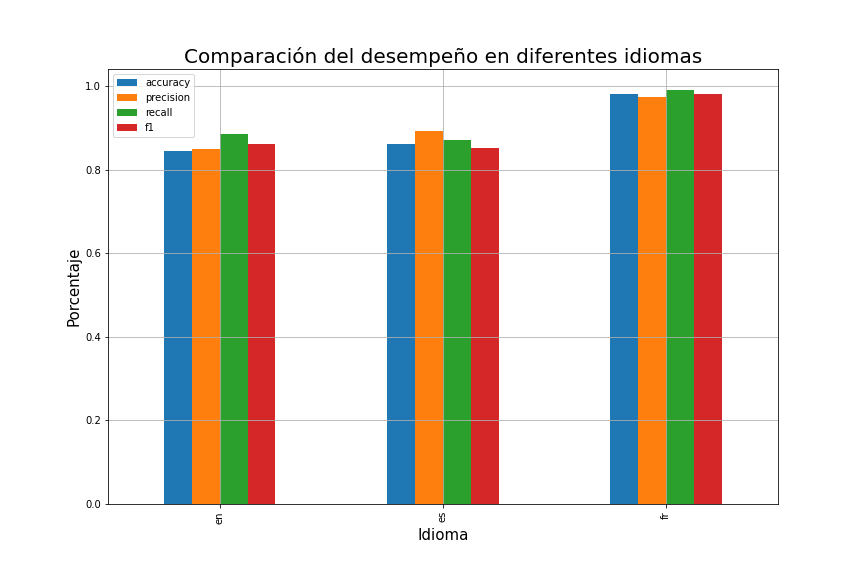 Comparación del desempeño en diferentes idiomas
accuracy
precision
recall
f1
1.0
0.8
0.6
0.4
0.2
0.0
Porcentaje
en
es
fr
Idioma